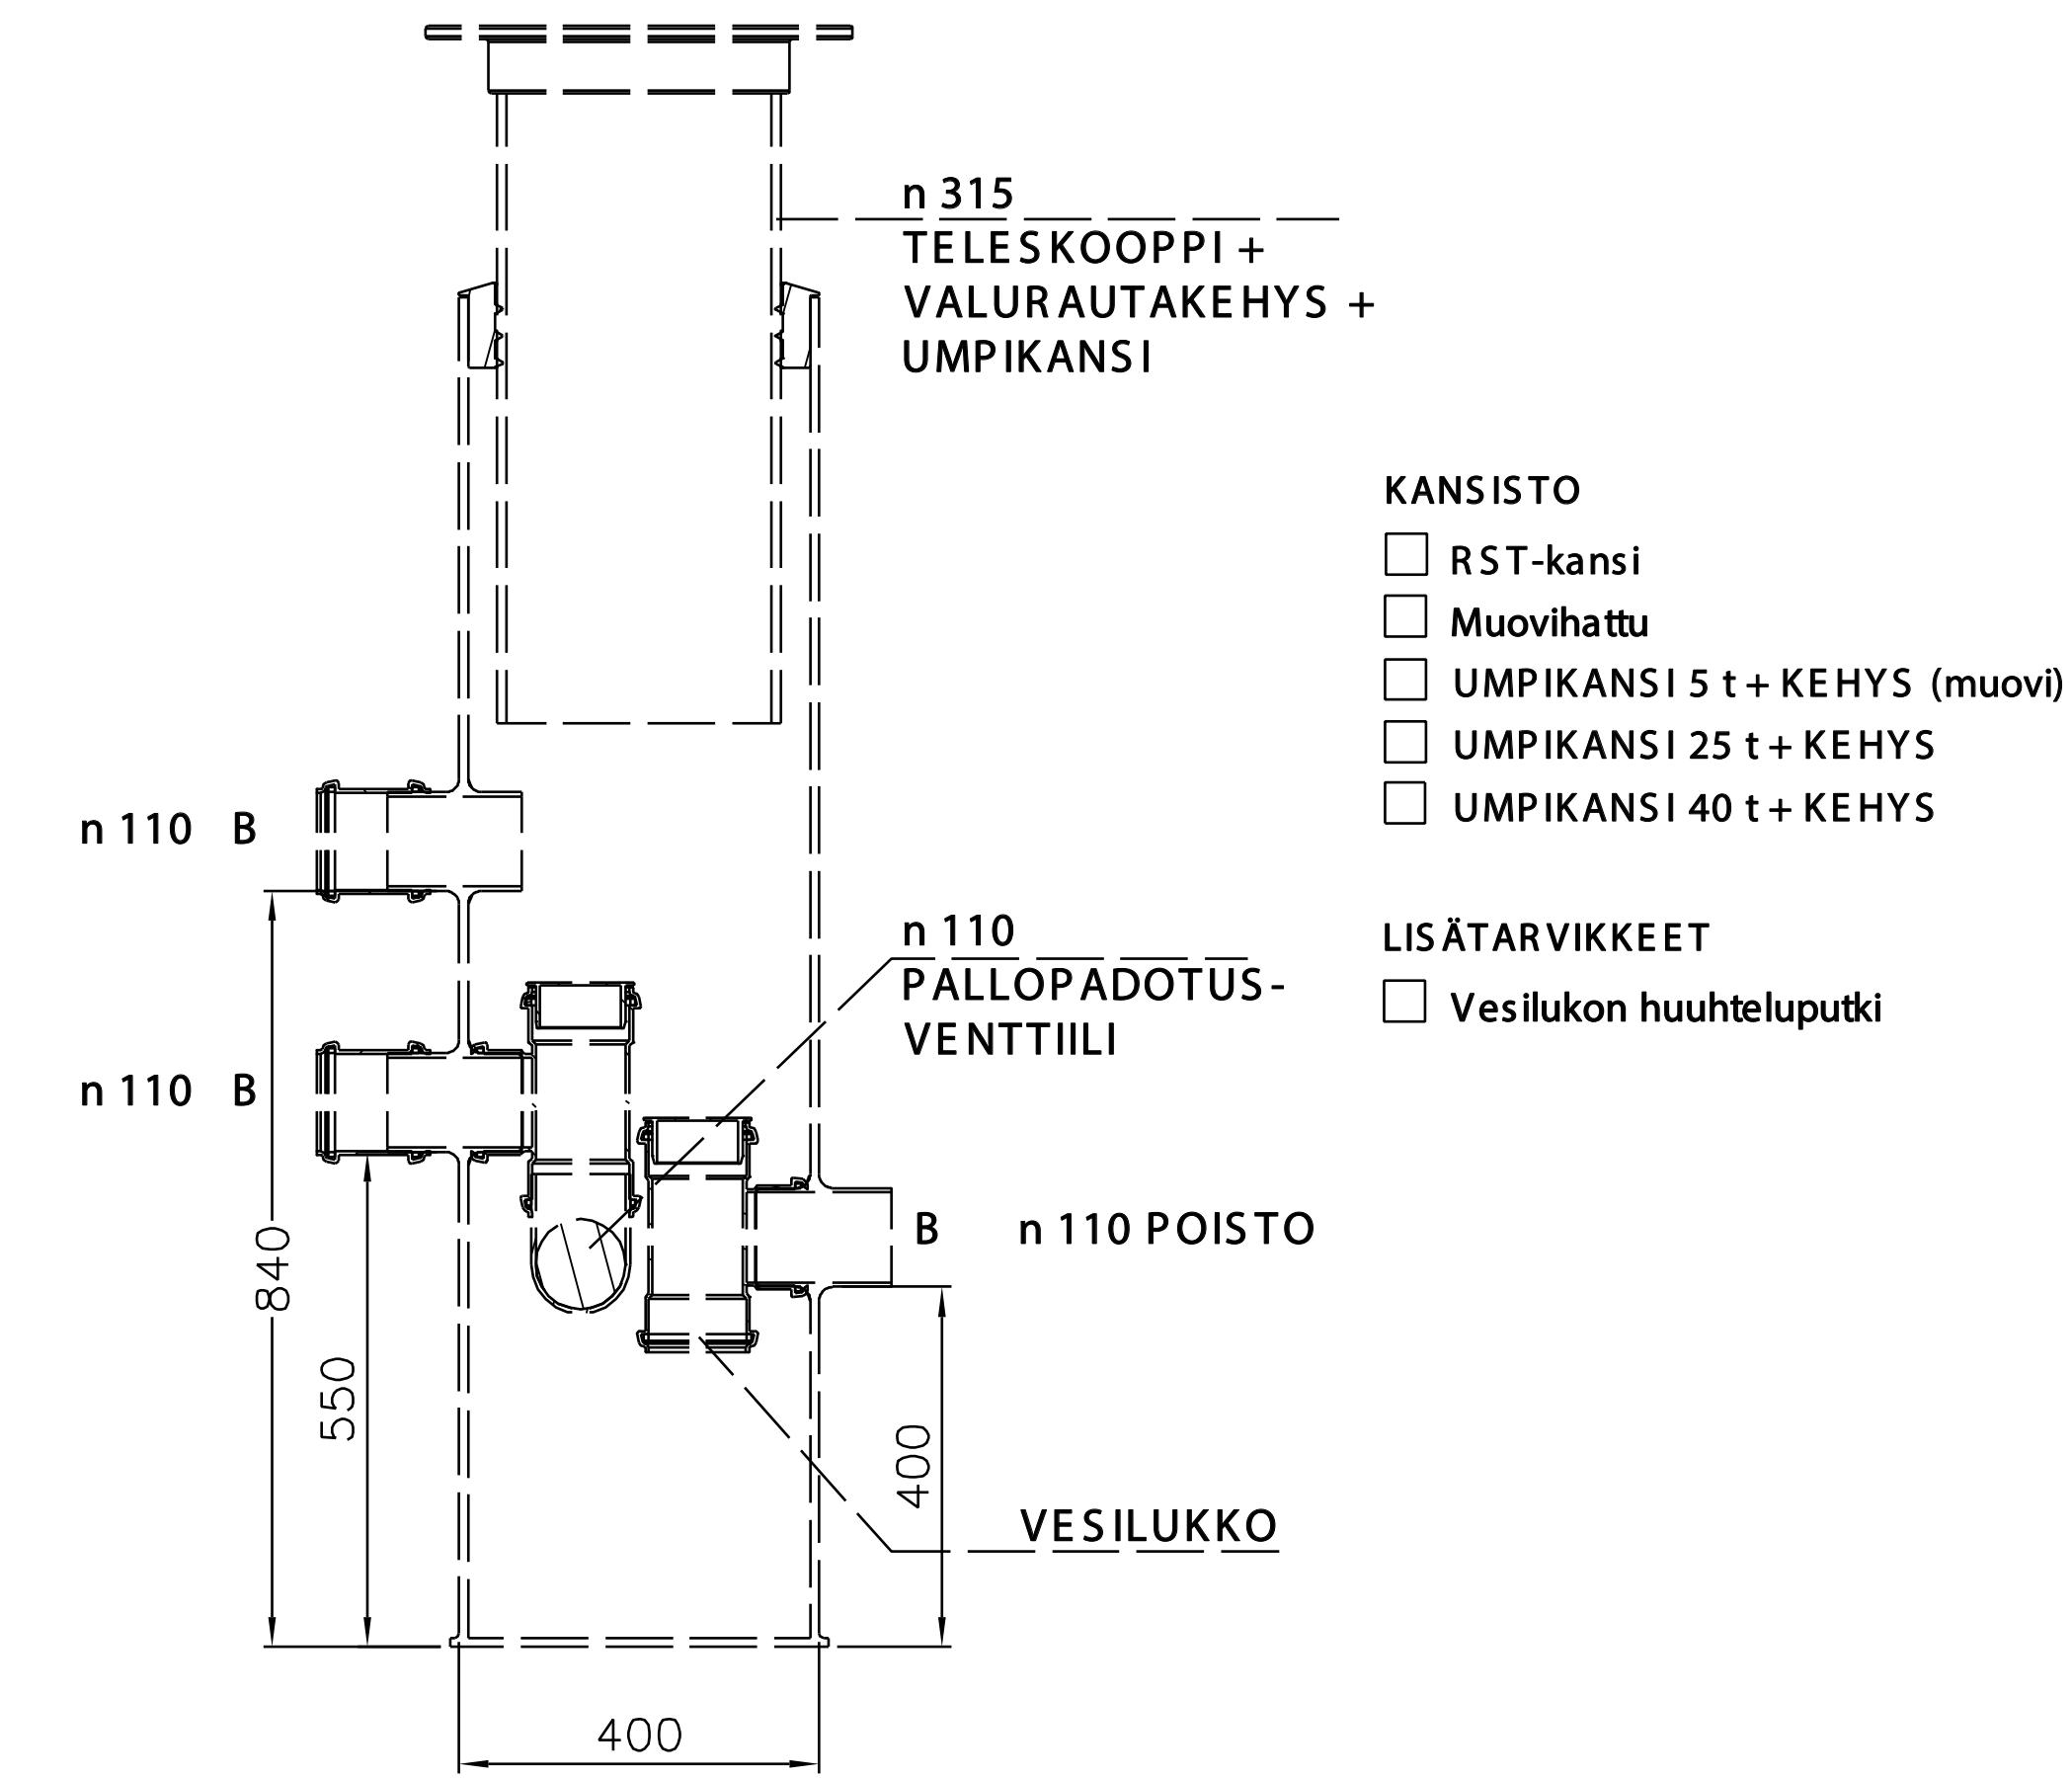 n 315
TELESKOOPPI +
VALURAUTAKEHYS +
UMPIKANSI
KANSISTO
RST-kansi
Muovihattu
UMPIKANSI 5 t + KEHYS (muovi)
UMPIKANSI 25 t + KEHYS
UMPIKANSI 40 t + KEHYS
LISÄTARVIKKEET
Vesilukon huuhteluputki
n 110 B
n 110
PALLOPADOTUS-
VENTTIILI
n 110 B
B n 110 POISTO
840
550
400
VESILUKKO
400